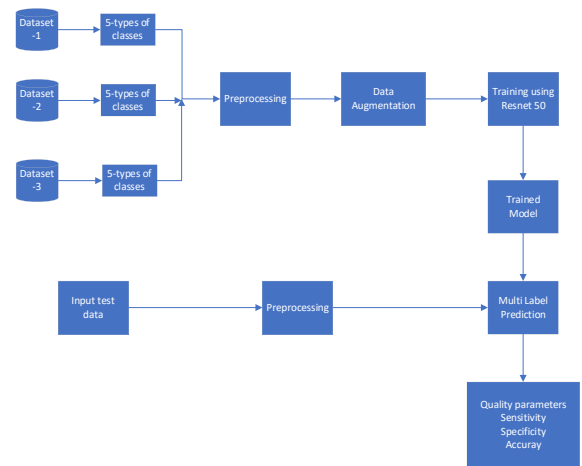 Dataset
-1
5-types of
classes
Dataset
-2
5-types of
classes
Preprocessing
Data
Augmentation
Training using
Resnet 50
Dataset
-3
5-types of
classes
Trained
Model
Input test
data
Preprocessing
Multi Label
Prediction
Quality parameters
Sensitivity
Specificity
Accuray